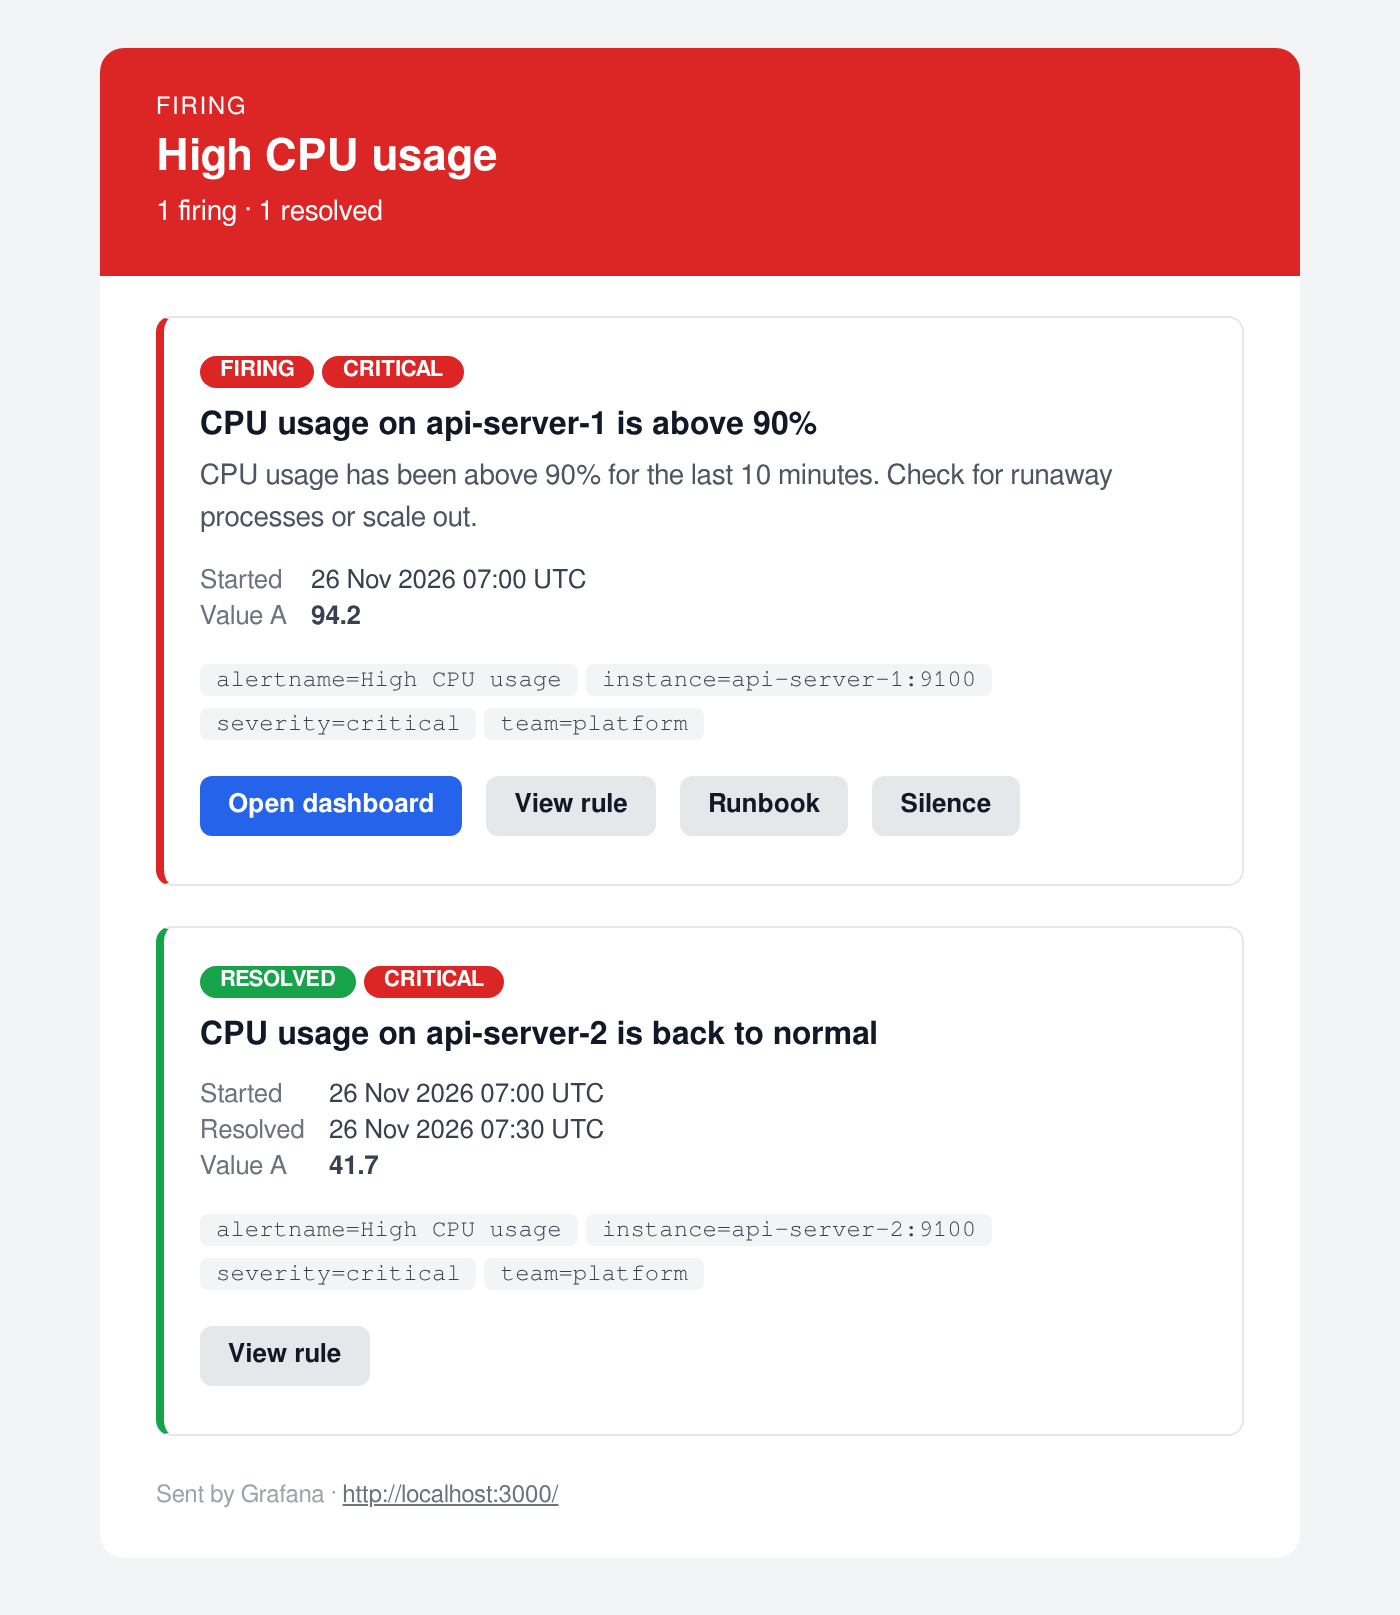 FIRING
High CPU usage
1 firing · 1 resolved
FIRING CRITICAL
CPU usage on api-server-1 is above 90%
CPU usage has been above 90% for the last 10 minutes. Check for runaway
processes or scale out.
Started 26 Nov 2026 07:00 UTC
Value A 94.2
alertname=High CPU usage instance=api-server-1:9100
severity=critical team=platform
Open dashboard View rule Runbook Silence
RESOLVED CRITICAL
CPU usage on api-server-2 is back to normal
Started 26 Nov 2026 07:00 UTC
Resolved 26 Nov 2026 07:30 UTC
Value A 41.7
alertname=High CPU usage instance=api-server-2:9100
severity=critical team=platform
View rule
Sent by Grafana · http://localhost:3000/